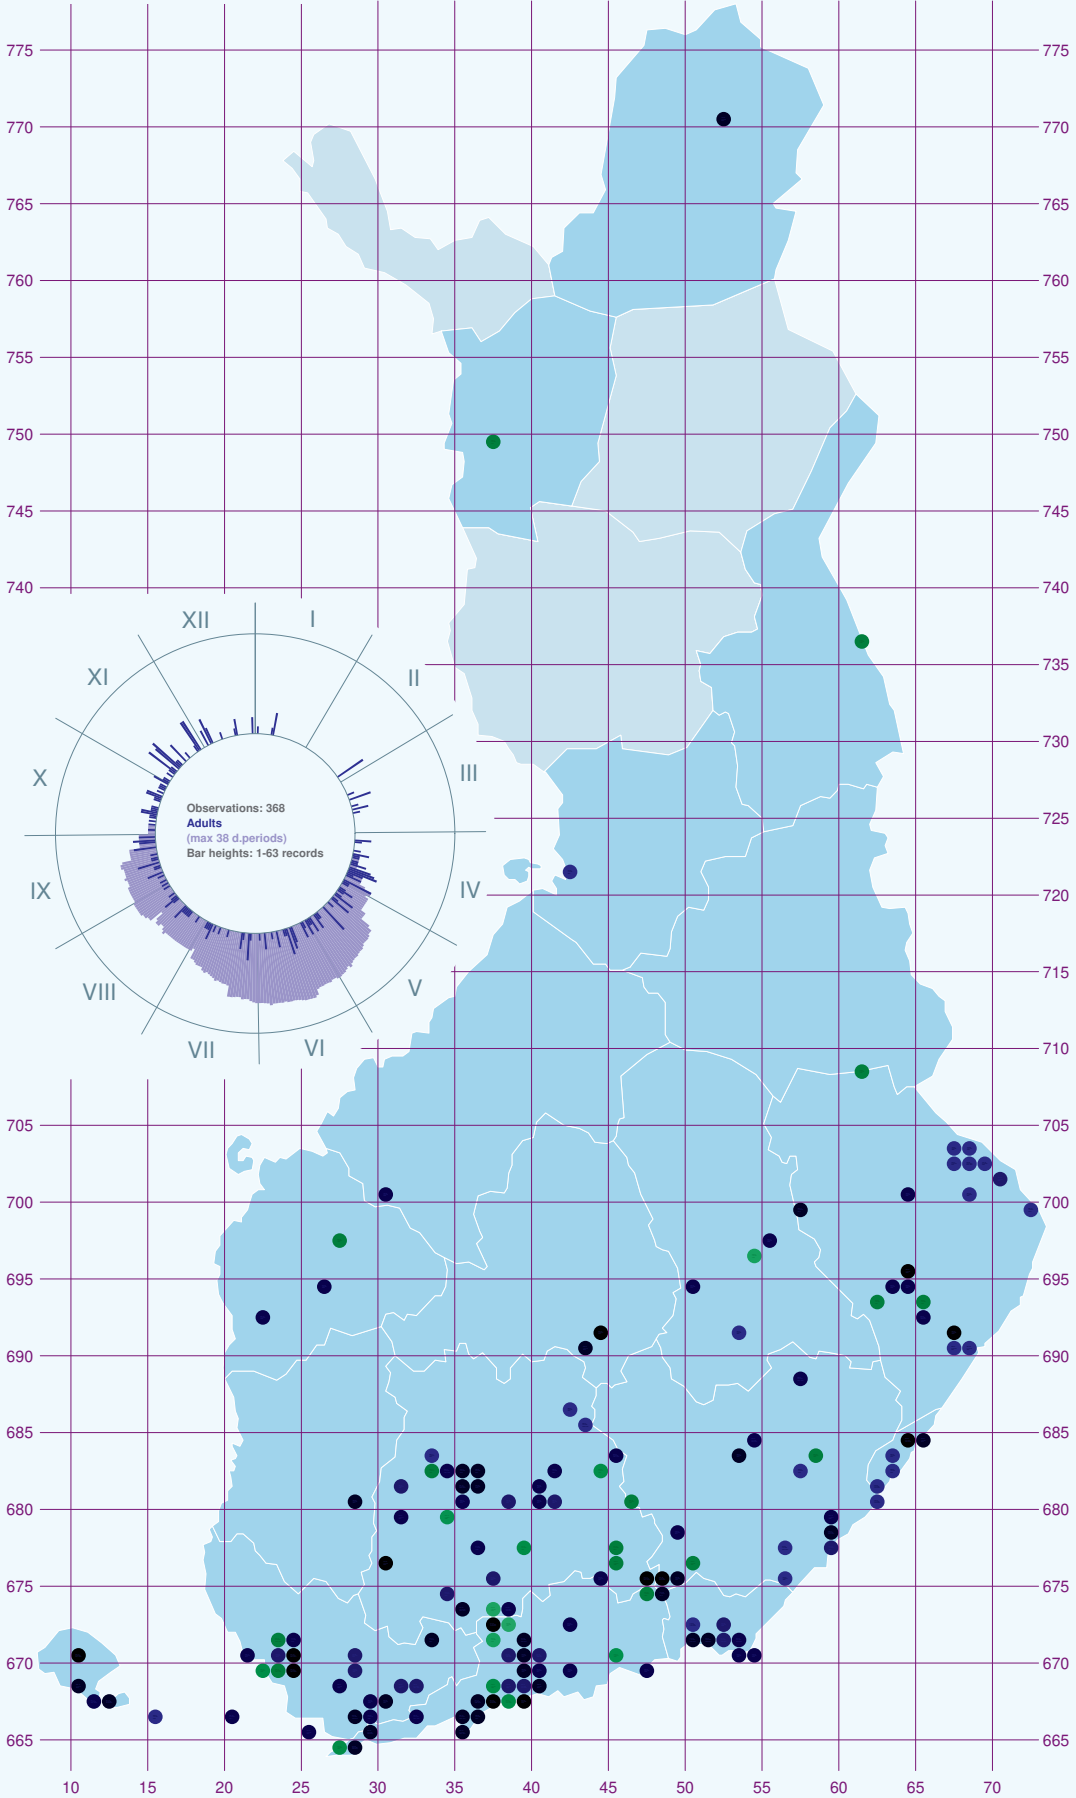 775 775
770 770
765 765
760 760
755 755
750 750
745 745
740 740
XII I
XI II
735
730 730
X III
Observations: 368
Adults
(max 38 d.periods)
Bar heights: 1-63 records
725
IX IV
720
VIII V
715
VII VI
710
705 705
700 700
695 695
690 690
685 685
680 680
675 675
670 670
665 665
10 15 20 25 30 35 40 45 50 55 60 65 70